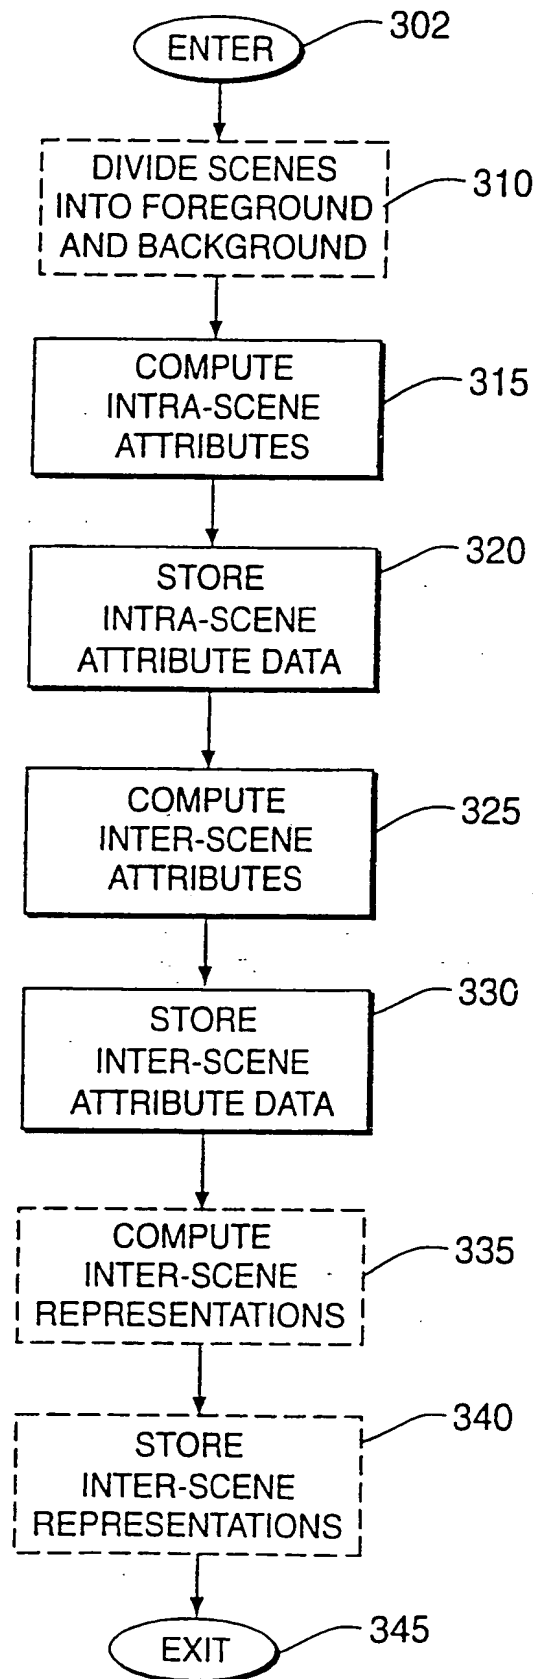 ENTER
302
DIVIDE SCENES
INTO FOREGROUND
AND BACKGROUND
310
COMPUTE
INTRA-SCENE
ATTRIBUTES
315
STORE
INTRA-SCENE
ATTRIBUTE DATA
320
COMPUTE
INTER-SCENE
ATTRIBUTES
325
STORE
INTER-SCENE
ATTRIBUTE DATA
330
COMPUTE
INTER-SCENE
REPRESENTATIONS
335
STORE
INTER-SCENE
REPRESENTATIONS
340
EXIT
345